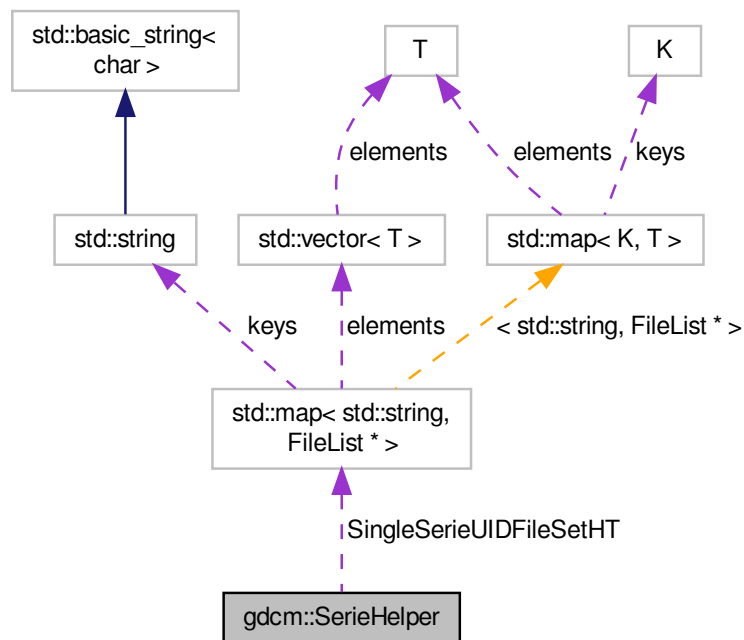 std::basic_string<
char >
T
K
elements
elements
keys
std::string
std::vector< T >
std::map< K, T >
keys
elements
< std::string, FileList * >
std::map< std::string,
FileList * >
SingleSerieUIDFileSetHT
gdcm::SerieHelper